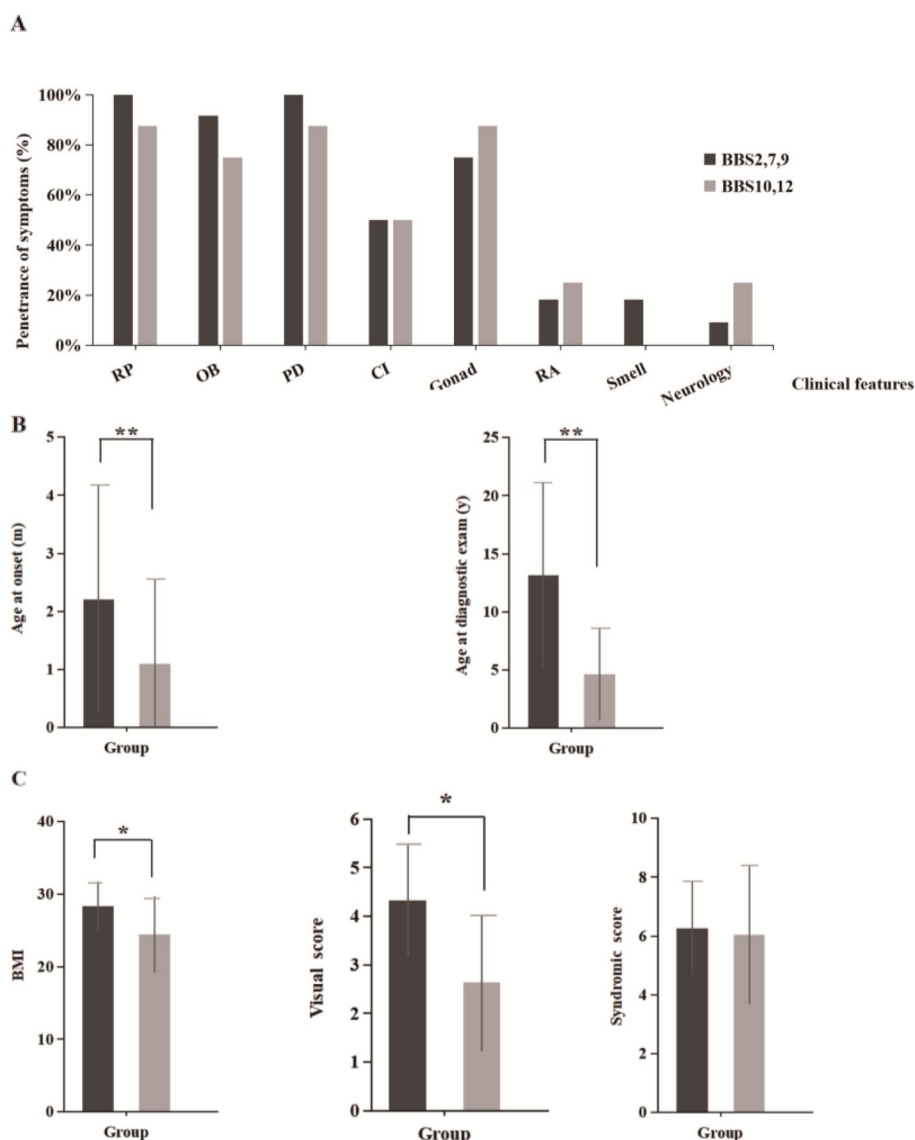 A
Penetrance of symptoms (%)
100%
80%
60%
40%
20%
0%
BBS2,7,9
BBS10,12
RP
OB
PD
CI
Gonad
RA
Smell
Neurology
Clinical features
B
Age at onset (m)
5
4
3
2
1
0
**
Group
Age at diagnostic exam (y)
25
20
15
10
5
0
**
Group
C
BMI
40
30
20
10
0
*
Group
Visual score
6
5
4
3
2
1
0
*
Group
Syndromic score
10
8
6
4
2
0
Group